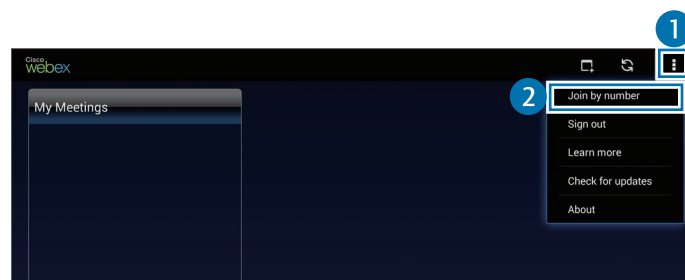 1
Cisco
webex
My Meetings
2
Join by number
Sign out
Learn more
Check for updates
About